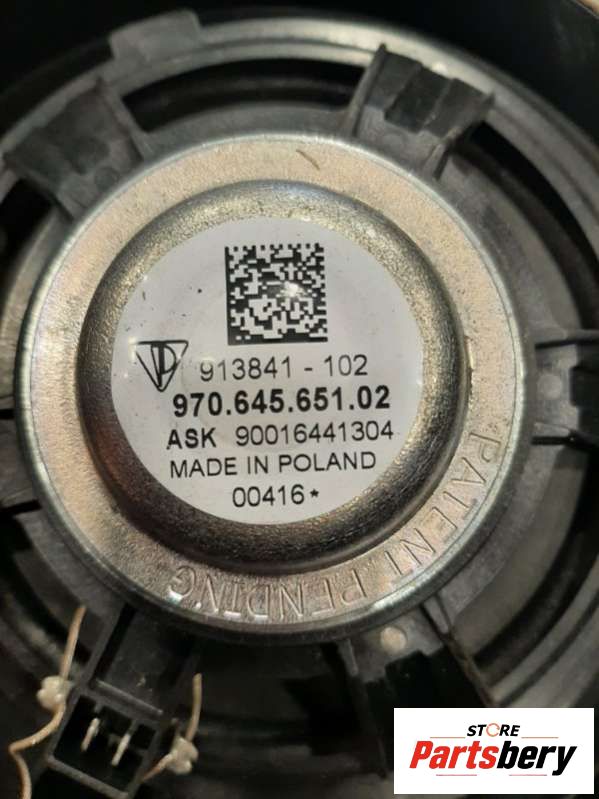 913841 - 102
970.645.651.02
ASK 90016441304
MADE IN POLAND
00416*
PATENT PENDING
STORE
Partsbery